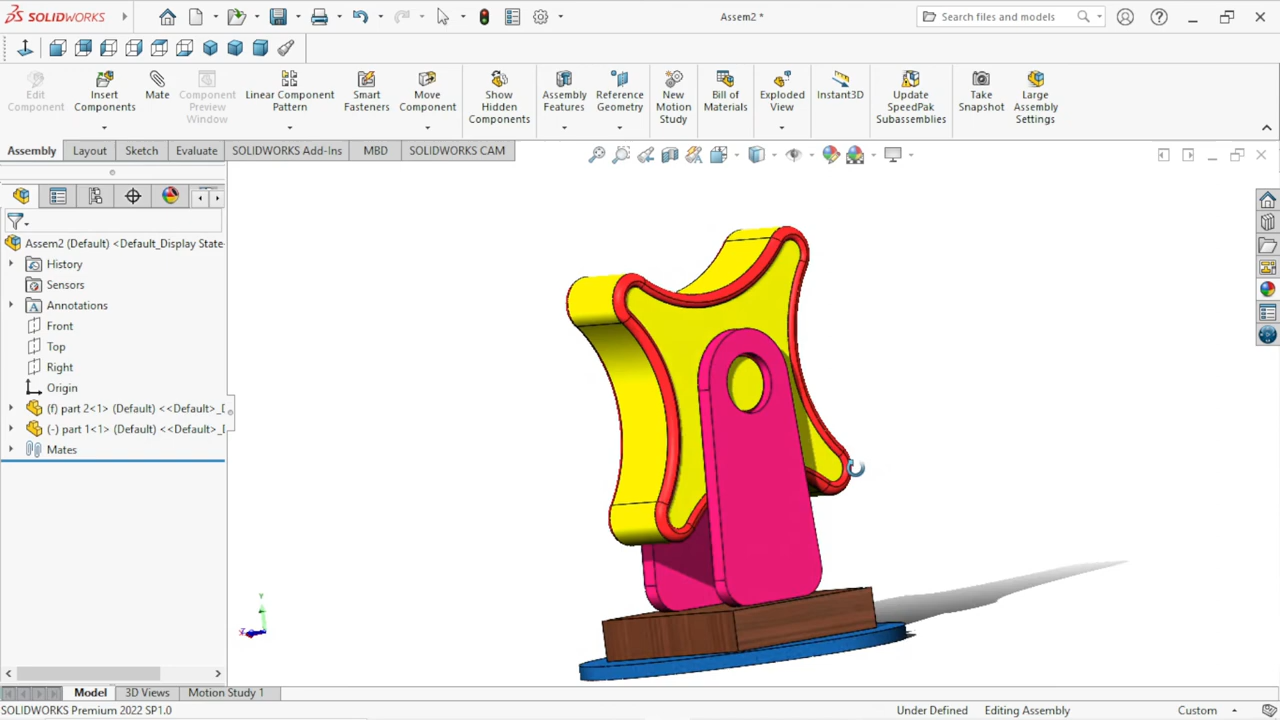 SOLIDWORKS
Assem2 *
Search files and models
Edit Component
Insert Components
Mate
Component Preview Window
Linear Component Pattern
Smart Fasteners
Move Component
Show Hidden Components
Assembly Features
Reference Geometry
New Motion Study
Bill of Materials
Exploded View
Instant3D
Update SpeedPak Subassemblies
Take Snapshot
Large Assembly Settings
Assembly
Layout
Sketch
Evaluate
SOLIDWORKS Add-Ins
MBD
SOLIDWORKS CAM
Assem2 (Default) <Default_Display State
History
Sensors
Annotations
Front
Top
Right
Origin
(f) part 2<1> (Default) <<Default>_
(-) part 1<1> (Default) <<Default>_
Mates
Y
Z
Model
3D Views
Motion Study 1
SOLIDWORKS Premium 2022 SP1.0
Under Defined
Editing Assembly
Custom